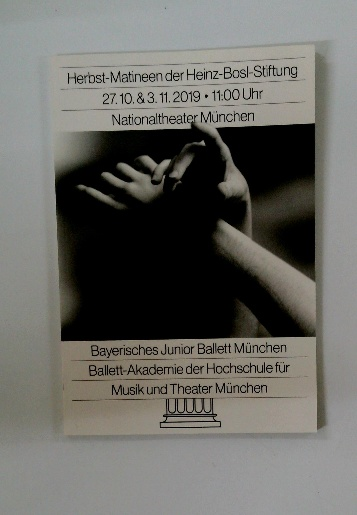 Herbst-Matineen der Heinz-Bosl-Stiftung
27. 10. & 3. 11. 2019 • 11:00 Uhr
Nationaltheater München
Bayerisches Junior Ballett München
Ballett-Akademie der Hochschule für
Musik und Theater München